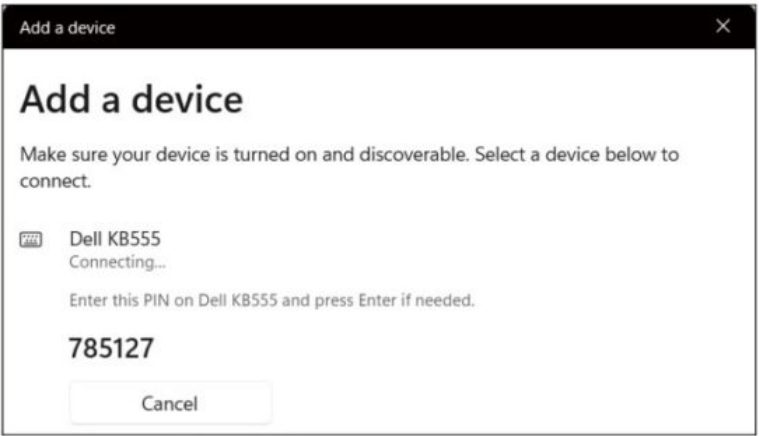 Add a device
Add a device
Make sure your device is turned on and discoverable. Select a device below to
connect.
Dell KB555
Connecting...
Enter this PIN on Dell KB555 and press Enter if needed.
785127
Cancel